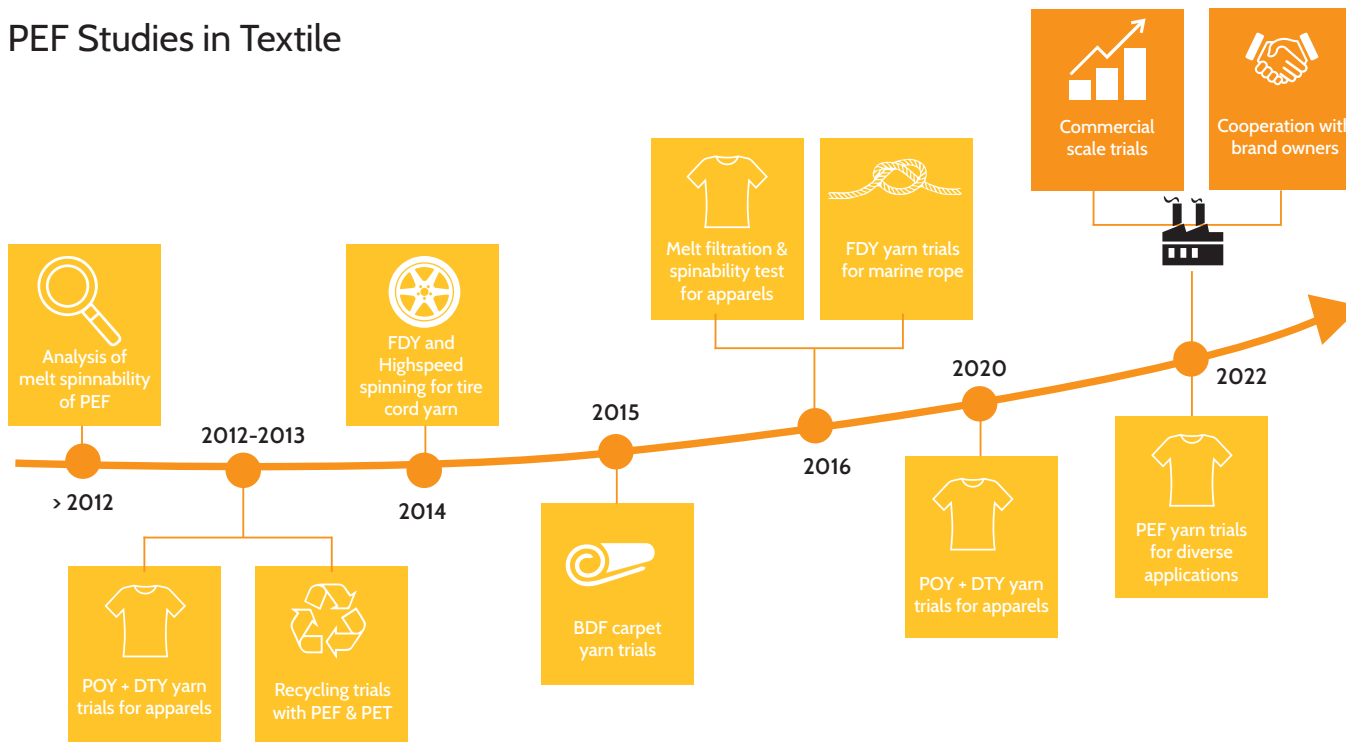 PEF Studies in Textile
Analysis of
melt spinnability
of PEF
> 2012
2012-2013
POY + DTY yarn
trials for apparels
Recycling trials
with PEF & PET
FDY and
Highspeed
spinning for tire
cord yarn
2014
2015
BDF carpet
yarn trials
Melt filtration &
spinability test
for apparels
FDY yarn trials
for marine rope
2016
2020
POY + DTY yarn
trials for apparels
Commercial
scale trials
Cooperation with
brand owners
2022
PEF yarn trials
for diverse
applications